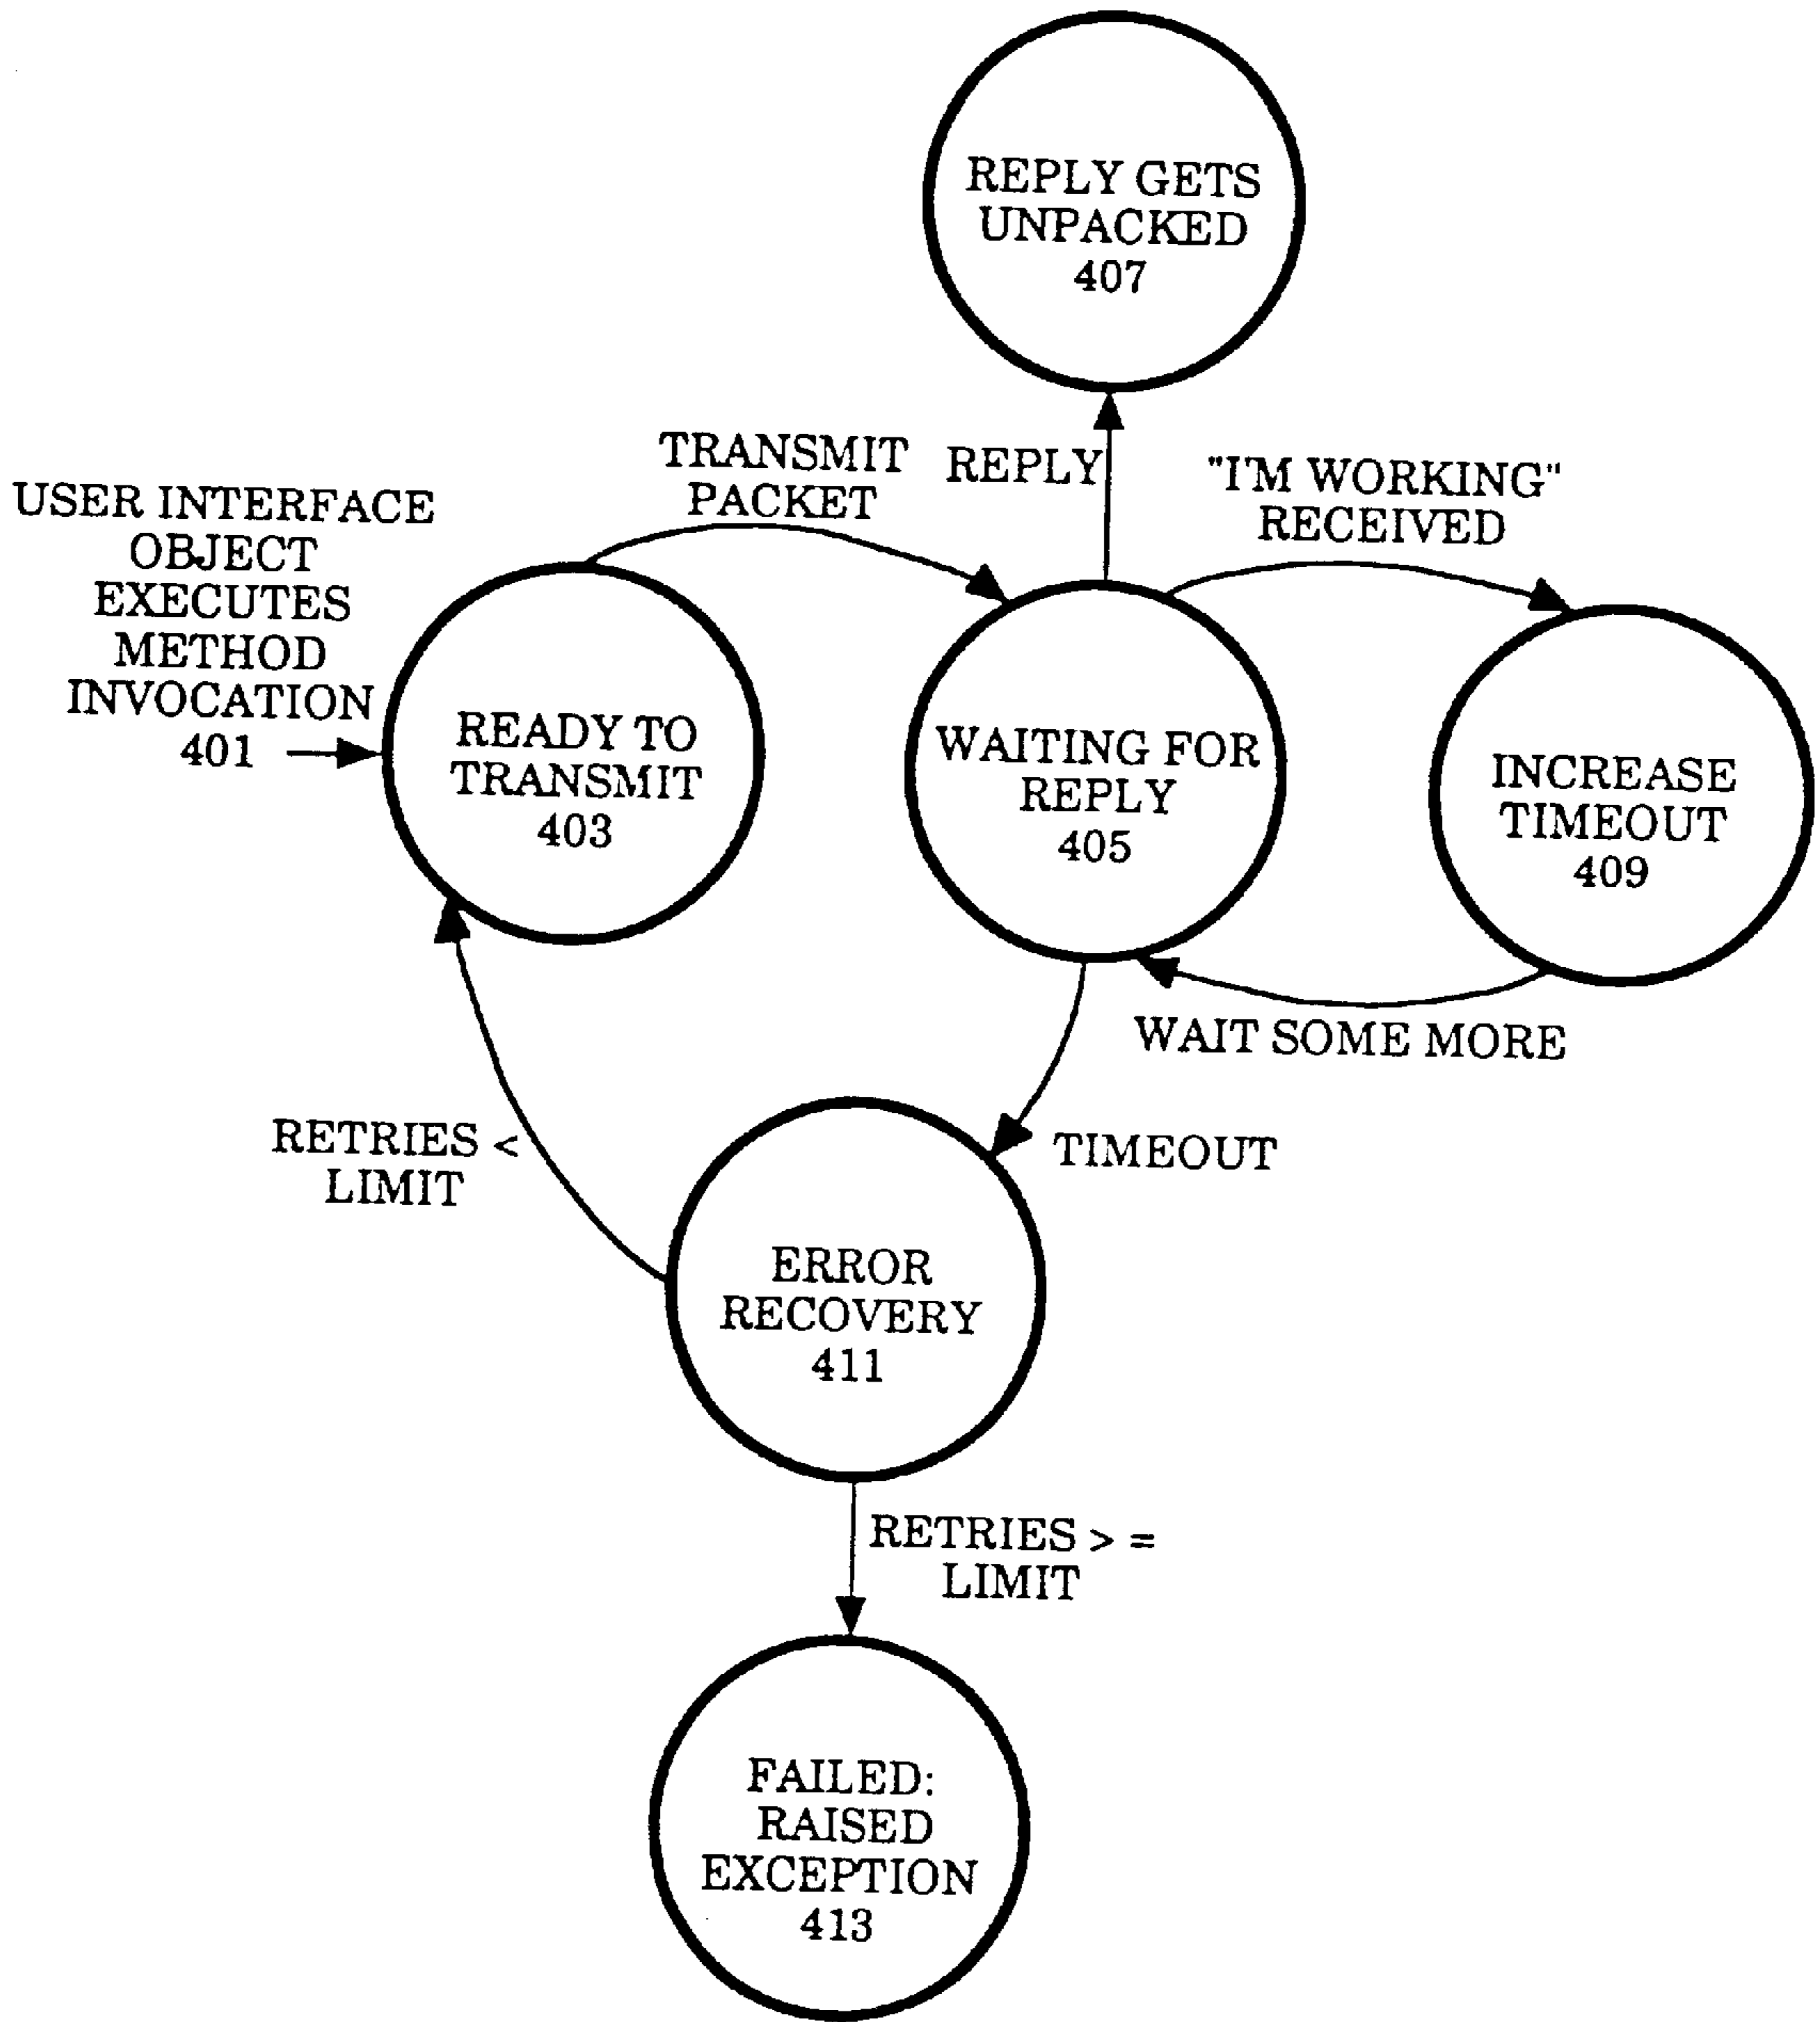 REPLY GETS
UNPACKED
407
TRANSMIT
PACKET
REPLY
"I'M WORKING"
RECEIVED
USER INTERFACE
OBJECT
EXECUTES
METHOD
INVOCATION
401
READY TO
TRANSMIT
403
WAITING FOR
REPLY
405
INCREASE
TIMEOUT
409
WAIT SOME MORE
RETRIES <
LIMIT
TIMEOUT
ERROR
RECOVERY
411
RETRIES > =
LIMIT
FAILED:
RAISED
EXCEPTION
413